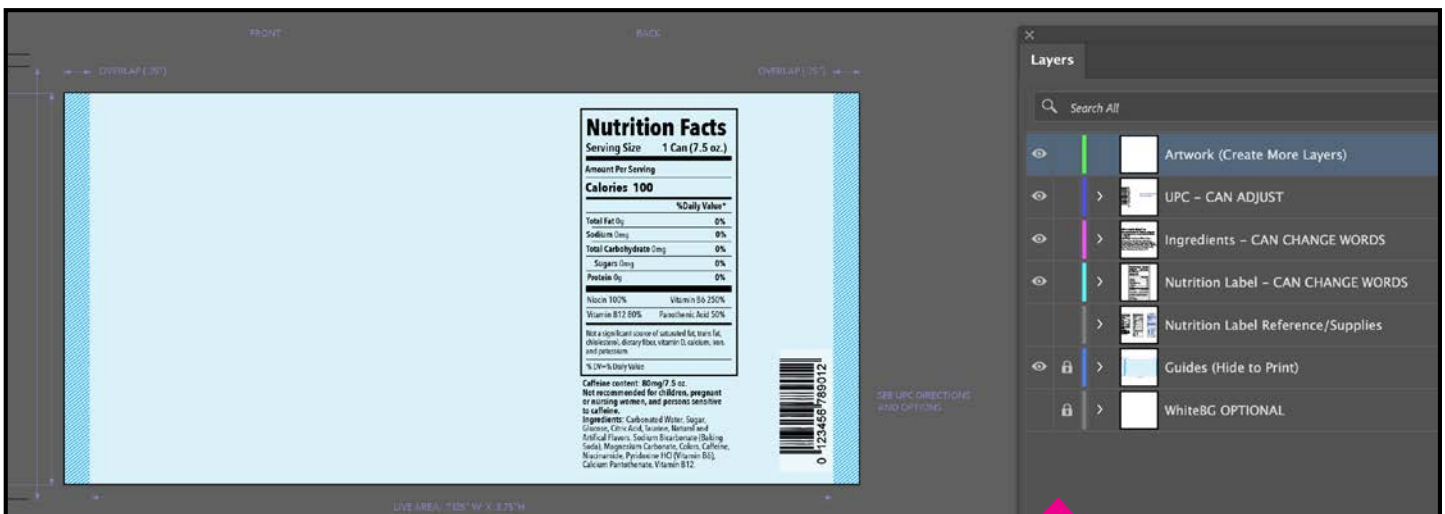 FRONT
BACK
OVERLAP (.25")
OVERLAP (.25")
Nutrition Facts
Serving Size 1 Can (7.5 oz.)
Amount Per Serving
Calories 100
%Daily Value*
Total Fat 0g 0%
Sodium 0mg 0%
Total Carbohydrate 0mg 0%
Sugars 0mg 0%
Protein 0g 0%
Niacin 100% Vitamin B6 250%
Vitamin B12 80% Panothenic Acid 50%
Not a significant source of saturated fat, trans fat,
cholesterol, dietary fiber, vitamin D, calcium, iron,
and potassium
% DV=% Daily Value
Caffeine content: 80mg/7.5 oz.
Not recommended for children, pregnant
or nursing women, and persons sensitive
to caffeine.
Ingredients: Carbonated Water, Sugar,
Glucose, Citric Acid, Taurine, Natural and
Artifical Flavors, Sodium Bicarbonate (Baking
Soda), Magnesium Carbonate, Colors, Caffeine,
Niacinamide, Pyridoxine HCl (Vitamin B6),
Calcium Pantothenate, Vitamin B12.
0 123456 789012
SEE UPC DIRECTIONS
AND OPTIONS
LIVE AREA: W X 3.75"H
Layers
Search All
Artwork (Create More Layers)
UPC – CAN ADJUST
Ingredients – CAN CHANGE WORDS
Nutrition Label – CAN CHANGE WORDS
Nutrition Label Reference/Supplies
Guides (Hide to Print)
WhiteBG OPTIONAL